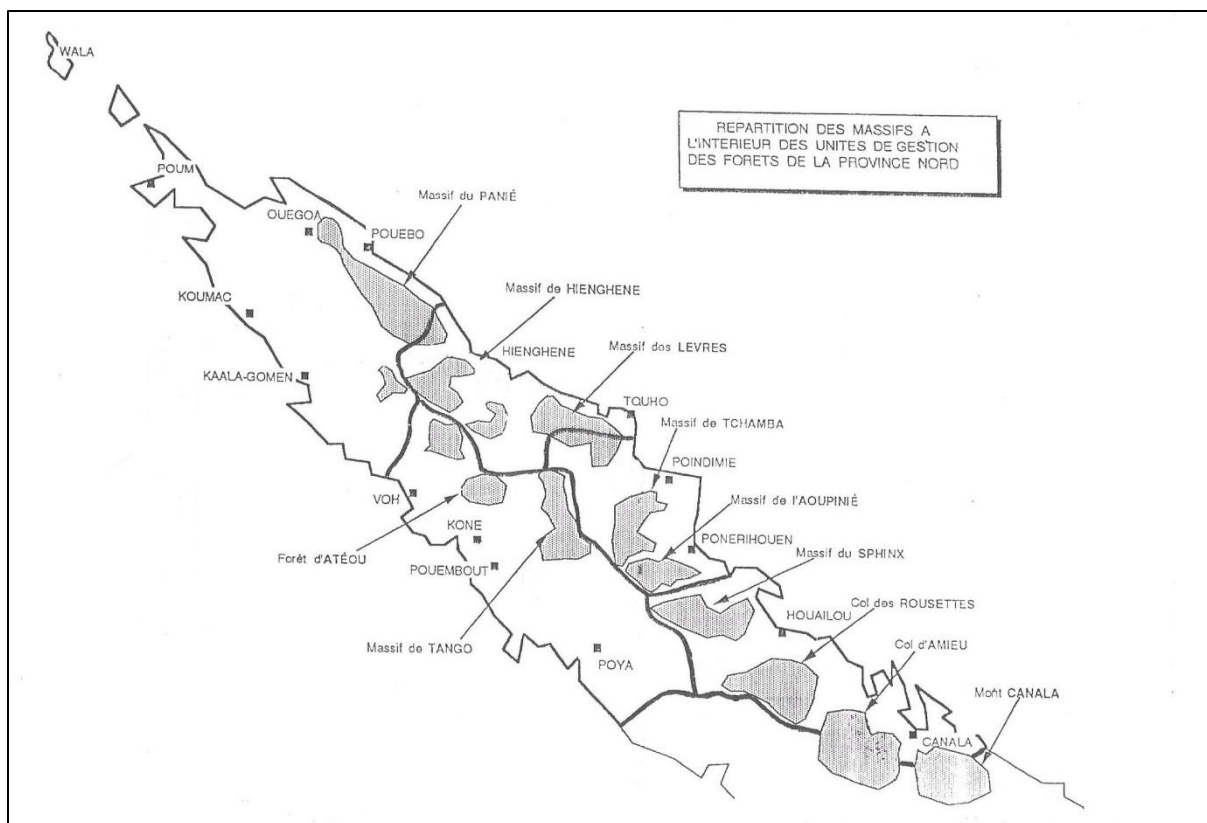 WALA
REPARTITION DES MASSIFS A
L'INTERIEUR DES UNITES DE GESTION
DES FORETS DE LA PROVINCE NORD
POUM
Massif du PANIÉ
OUEGOA
POUEBO
Massif de HIENGHENE
KOUMAC
HIENGHENE
Massif des LEVRES
KAALA-GOMEN
TOUHO
Massif de TCHAMBA
POINDIMIE
VOH
Massif de l'AOUPINIÉ
KONE
PONERIHOUEN
Massif du SPHINX
Forêt d'ATÉOU
POUEMBOUT
Col des ROUSETTES
HOUAILOU
Col d'AMIEU
Massif de TANGO
POYA
Mont CANALA
CANALA